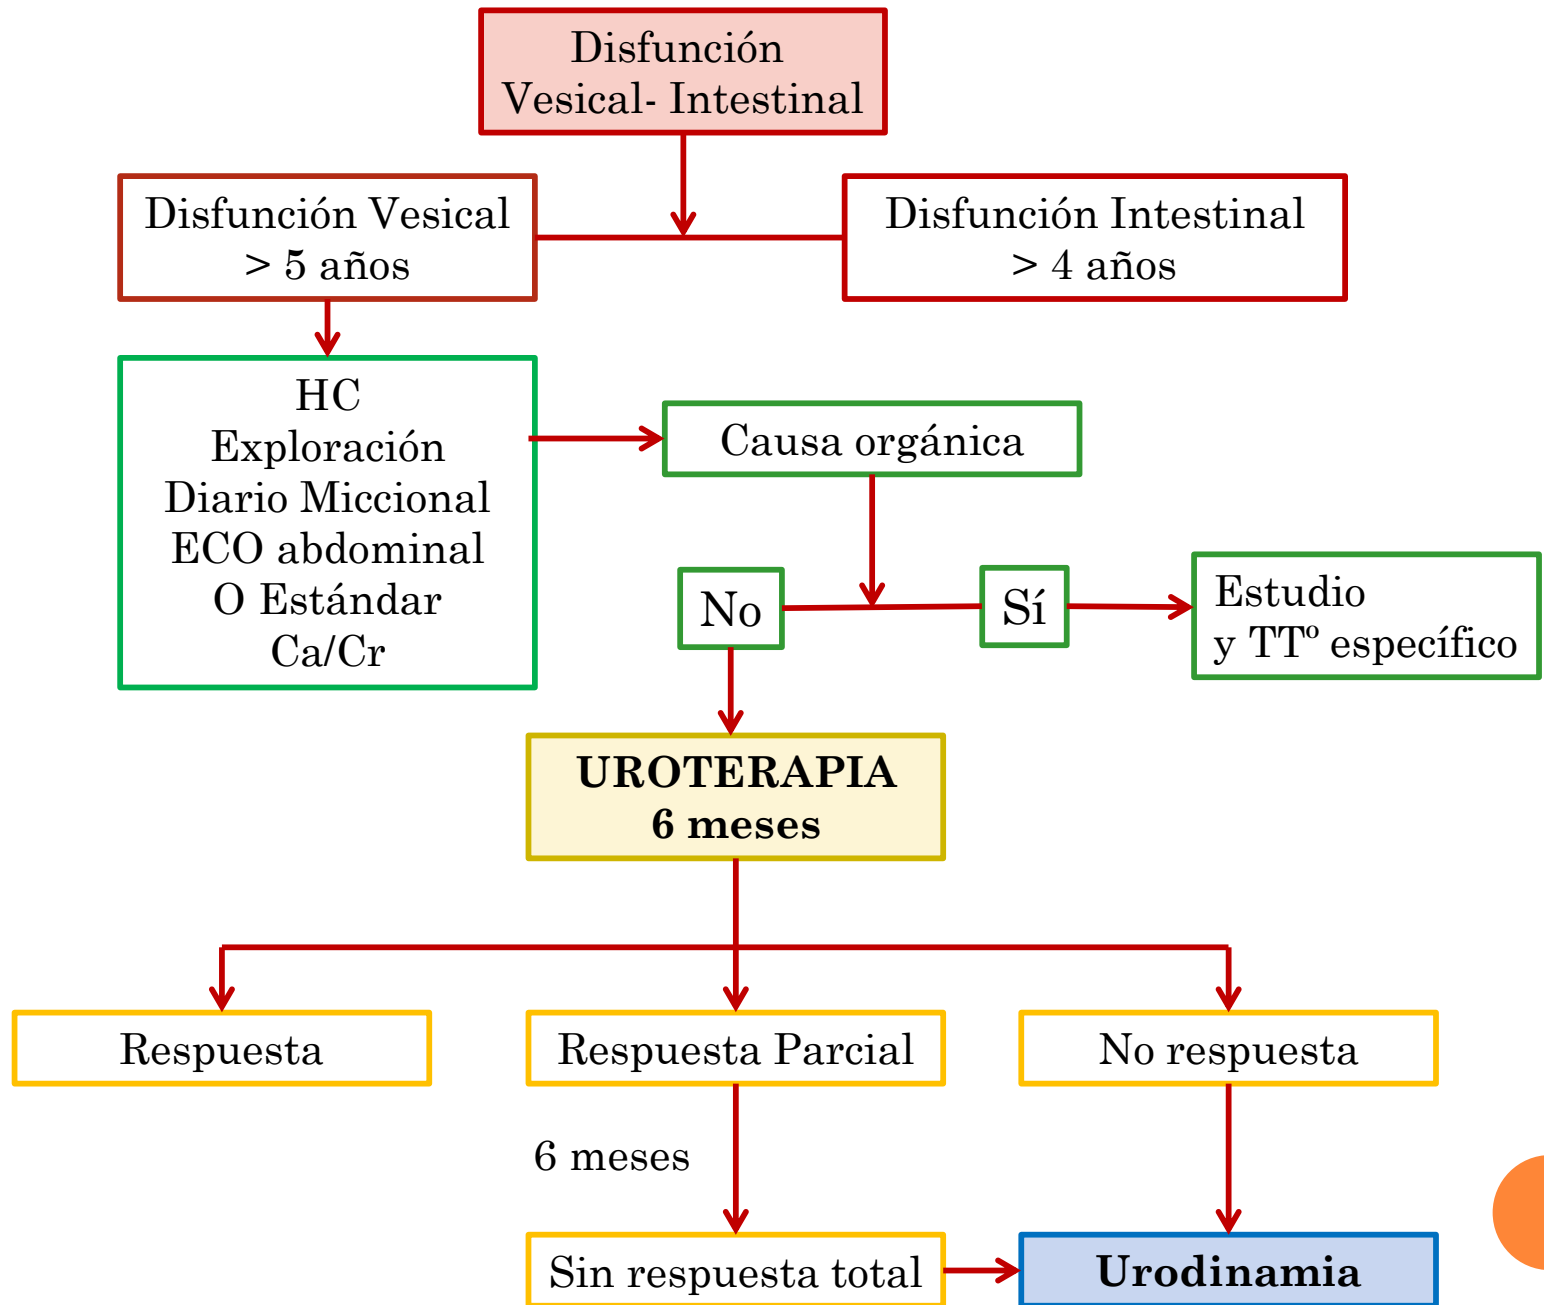 Disfunción
Vesical- Intestinal
Disfunción Vesical
> 5 años
Disfunción Intestinal
> 4 años
HC
Exploración
Diario Miccional
ECO abdominal
O Estándar
Ca/Cr
Causa orgánica
No
Sí
Estudio
y TTº específico
UROTERAPIA
6 meses
Respuesta
Respuesta Parcial
No respuesta
6 meses
Sin respuesta total
Urodinamia